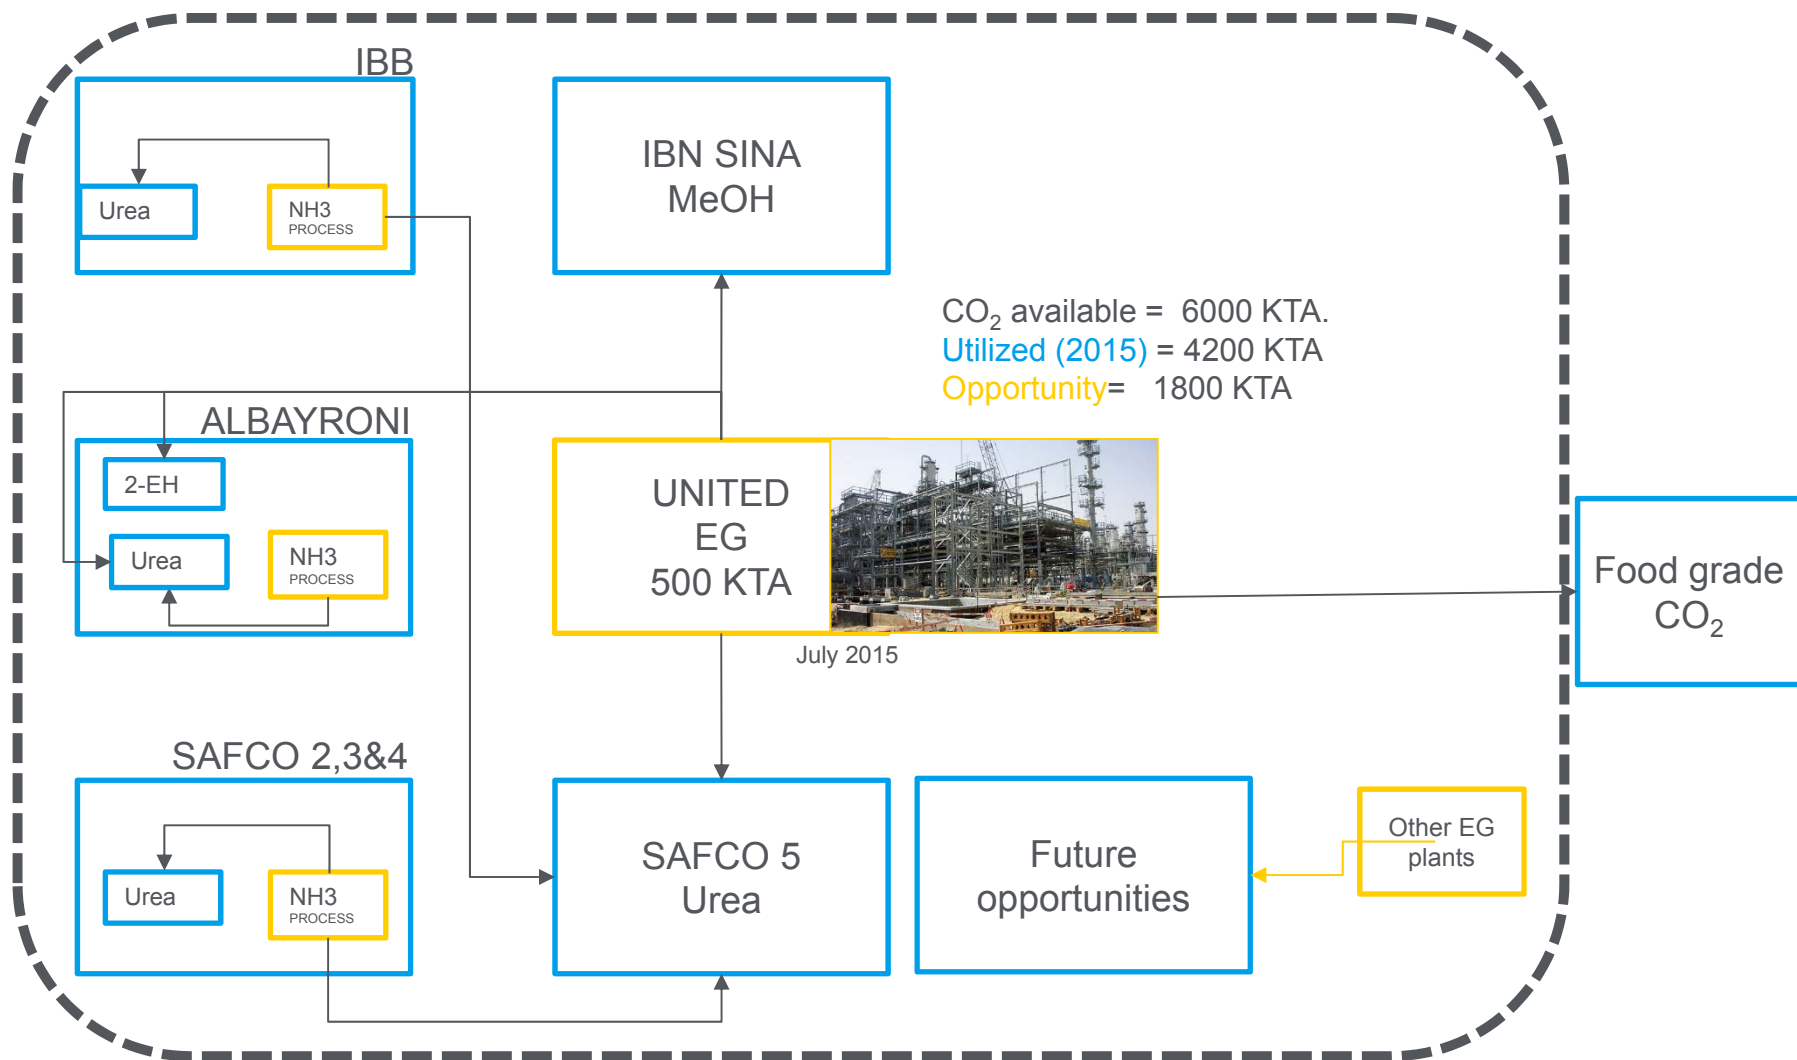 IBB
Urea
NH3
PROCESS
IBN SINA
MeOH
CO₂ available = 6000 KTA.
Utilized (2015) = 4200 KTA
Opportunity= 1800 KTA
ALBAYRONI
2-EH
Urea
NH3
PROCESS
UNITED
EG
500 KTA
July 2015
Food grade
CO₂
SAFCO 2,3&4
Urea
NH3
PROCESS
SAFCO 5
Urea
Future
opportunities
Other EG
plants